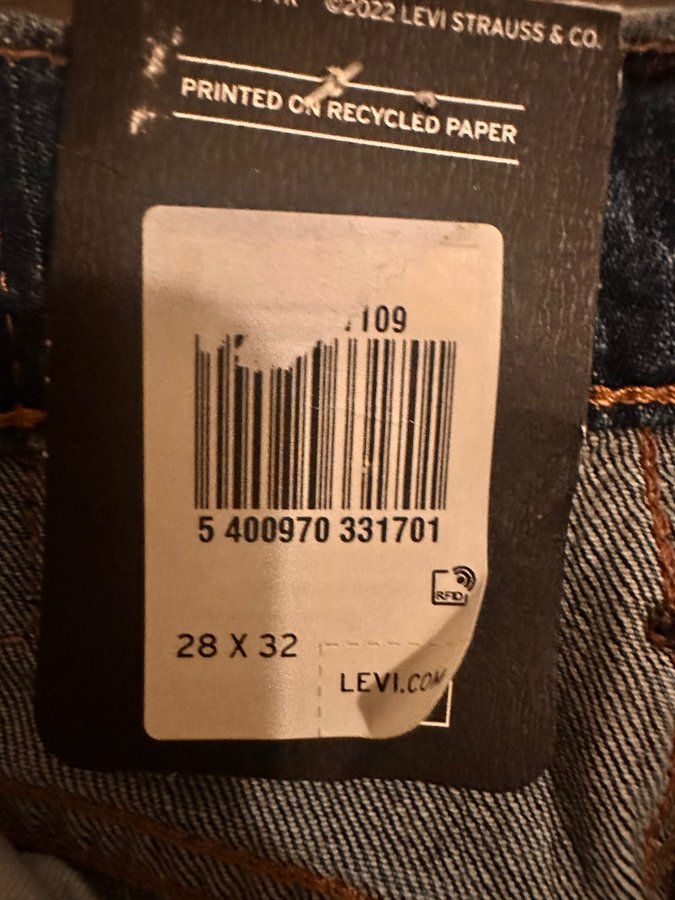 ©2022 LEVI STRAUSS & CO.
PRINTED ON RECYCLED PAPER
109
5 400970 331701
RFID
28 X 32
LEVI.COM